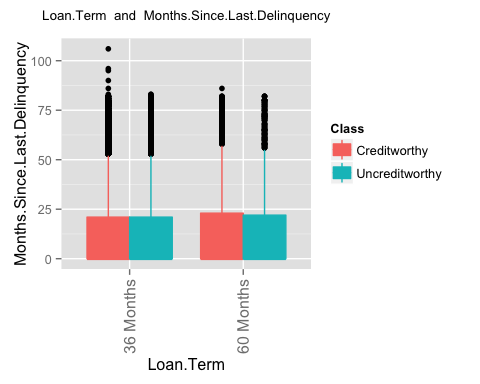 Loan.Term and Months.Since.Last.Delinquency
Months.Since.Last.Delinquency
100
75
50
25
0
36 Months
60 Months
Loan.Term
Class
Creditworthy
Uncreditworthy